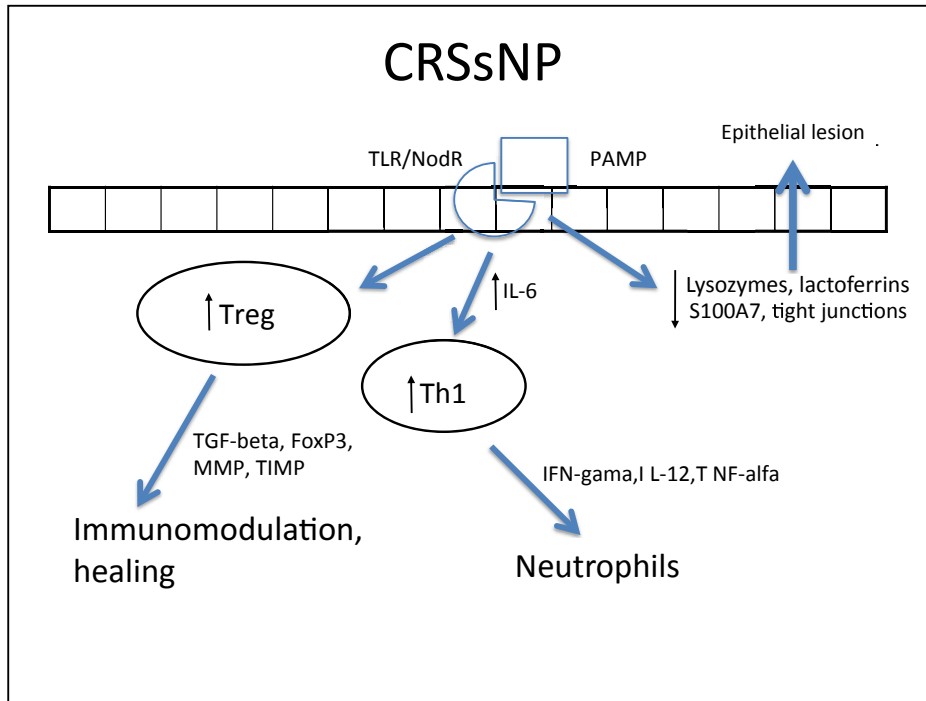 CRSsNP
Epithelial lesion
TLR/NodR
PAMP
↑ IL-6
↓ Lysozymes, lactoferrins
S100A7, tight junctions
↑ Treg
↑ Th1
TGF-beta, FoxP3,
MMP, TIMP
IFN-gama,I L-12,T NF-alfa
Immunomodulation,
healing
Neutrophils